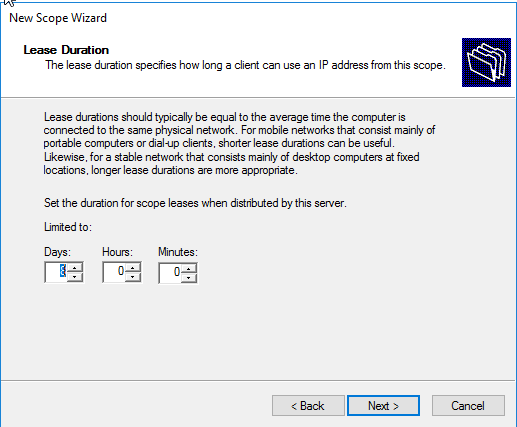 New Scope Wizard
Lease Duration
The lease duration specifies how long a client can use an IP address from this scope.
Lease durations should typically be equal to the average time the computer is
connected to the same physical network. For mobile networks that consist mainly of
portable computers or dial-up clients, shorter lease durations can be useful.
Likewise, for a stable network that consists mainly of desktop computers at fixed
locations, longer lease durations are more appropriate.
Set the duration for scope leases when distributed by this server.
Limited to:
Days: Hours: Minutes:
0 0
< Back Next > Cancel